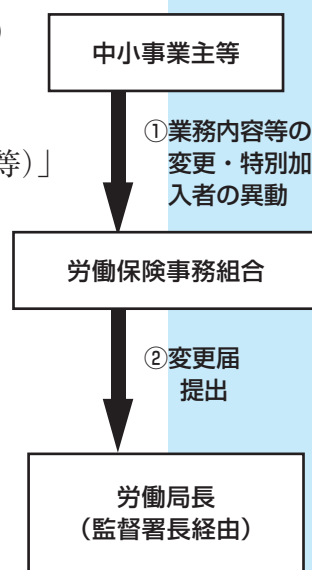 )
中小事業主等
①業務内容等の
変更・特別加
入者の異動
等)」
労働保険事務組合
②変更届
提出
労働局長
(監督署長経由)